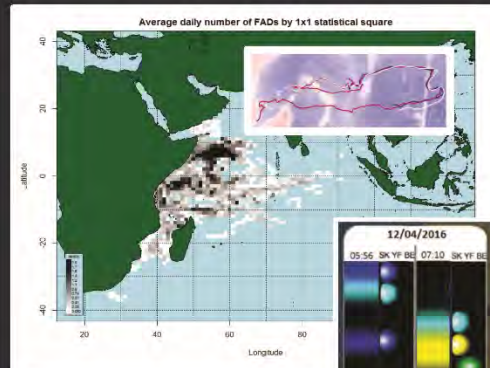 Average daily number of FADs by 1x1 statistical square
Latitude
40
20
0
-20
-40
20
40
60
80
Longitude
12/04/2016
05:56 SK YF BE 07:10 SK YF BE